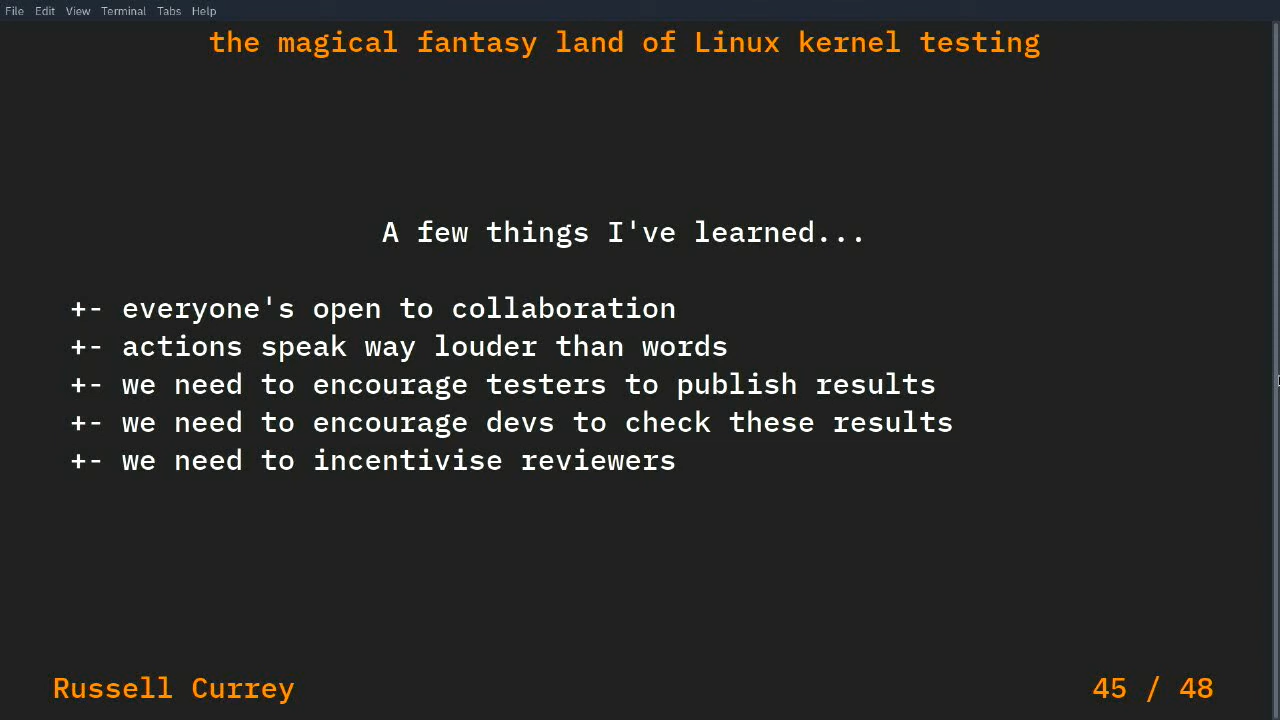 File Edit View Terminal Tabs Help
the magical fantasy land of Linux kernel testing
A few things I've learned...
+- everyone's open to collaboration
+- actions speak way louder than words
+- we need to encourage testers to publish results
+- we need to encourage devs to check these results
+- we need to incentivise reviewers
Russell Currey 45 / 48